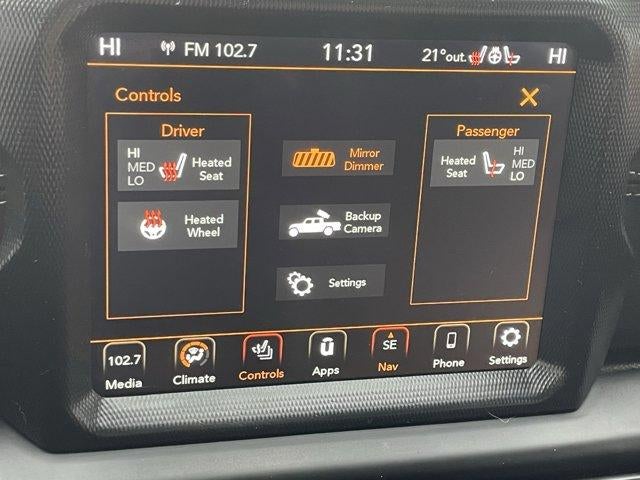 HI FM 102.7 11:31 21°out. HI
Controls
Driver
HI
MED
LO
Heated
Seat
Heated
Wheel
Mirror
Dimmer
Backup
Camera
Settings
Passenger
Heated
Seat
HI
MED
LO
102.7
Media
Climate
Controls
u
Apps
SE
Nav
Phone
Settings